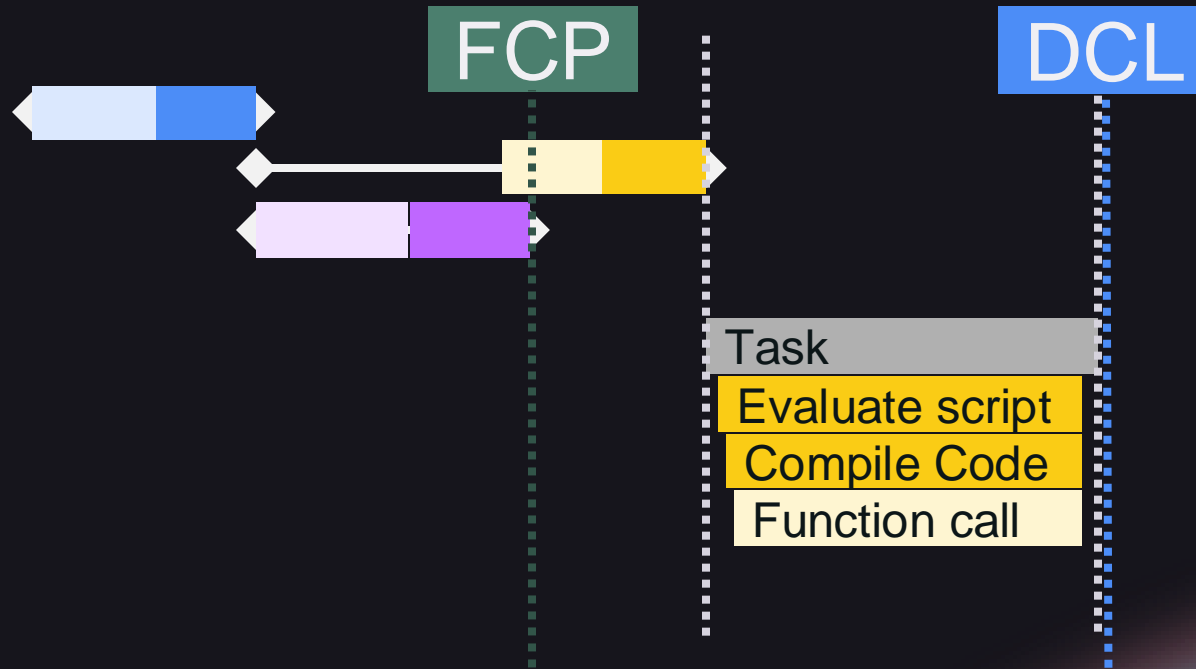 FCP
DCL
Task
Evaluate script
Compile Code
Function call